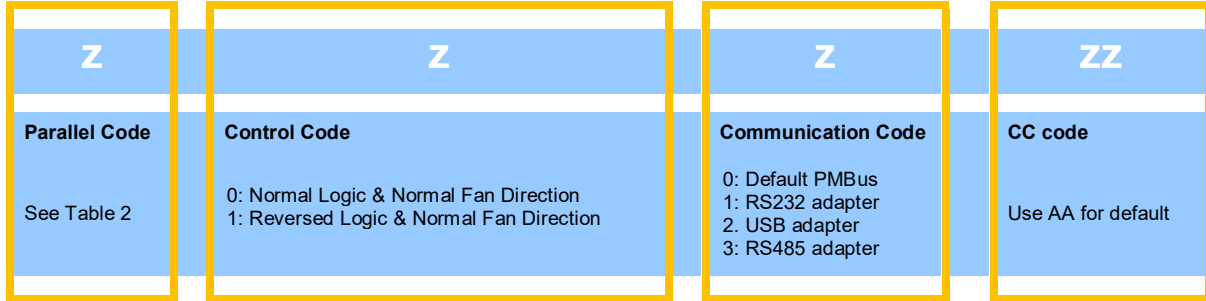 Z Z Z ZZ
Parallel Code
See Table 2
Control Code
0: Normal Logic & Normal Fan Direction
1: Reversed Logic & Normal Fan Direction
Communication Code
0: Default PMBus
1: RS232 adapter
2. USB adapter
3: RS485 adapter
CC code
Use AA for default